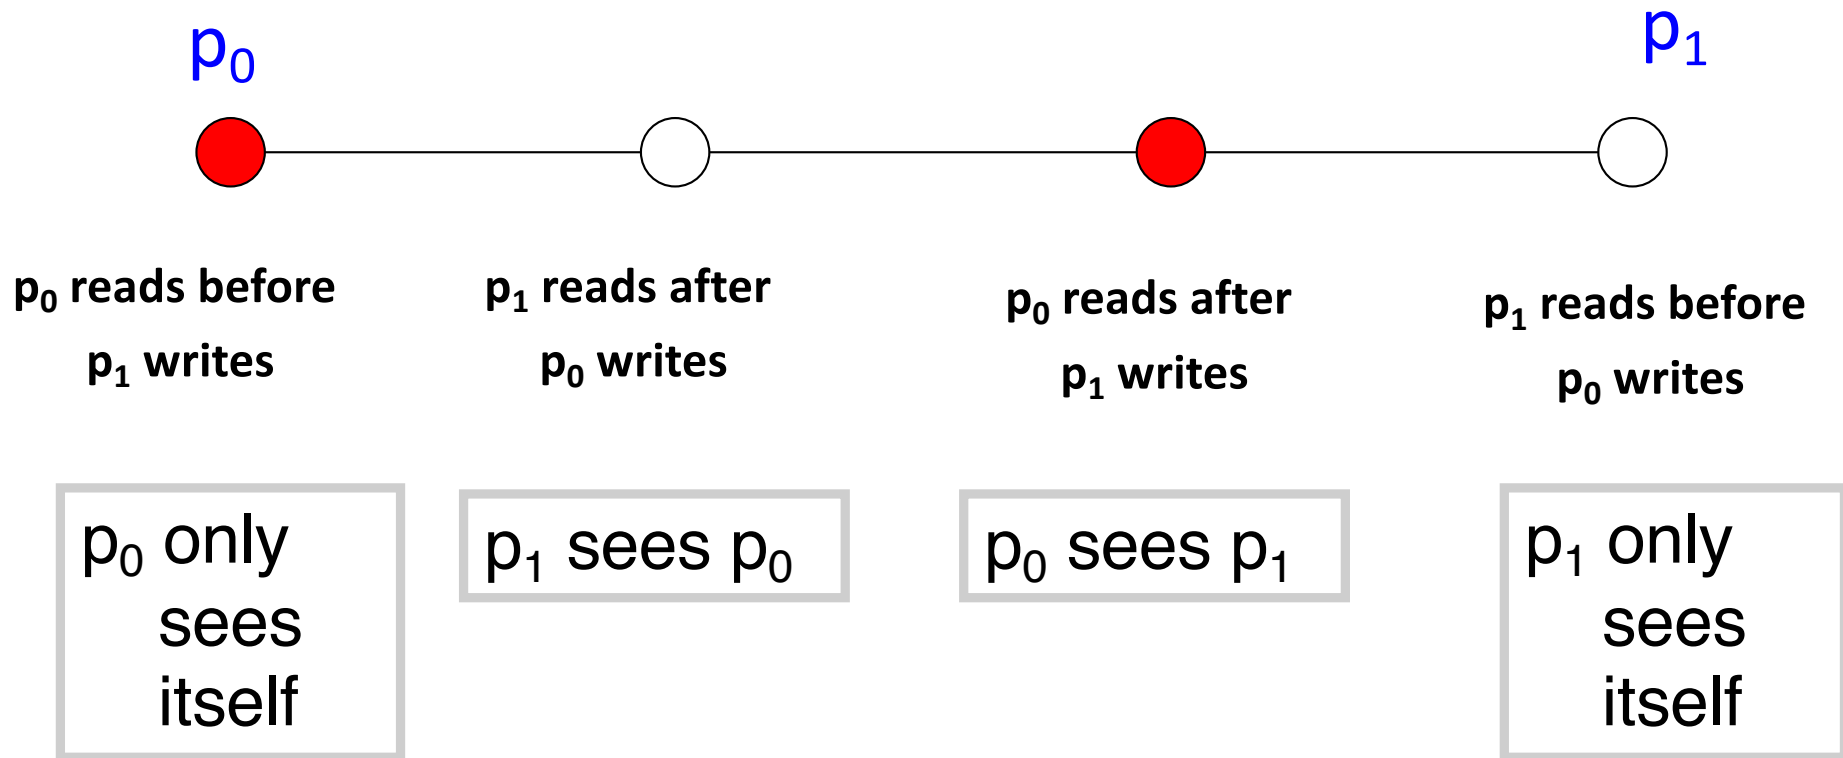 p₀
p₁
p₀ reads before
p₁ writes
p₁ reads after
p₀ writes
p₀ reads after
p₁ writes
p₁ reads before
p₀ writes
p₀ only
sees
itself
p₁ sees p₀
p₀ sees p₁
p₁ only
sees
itself